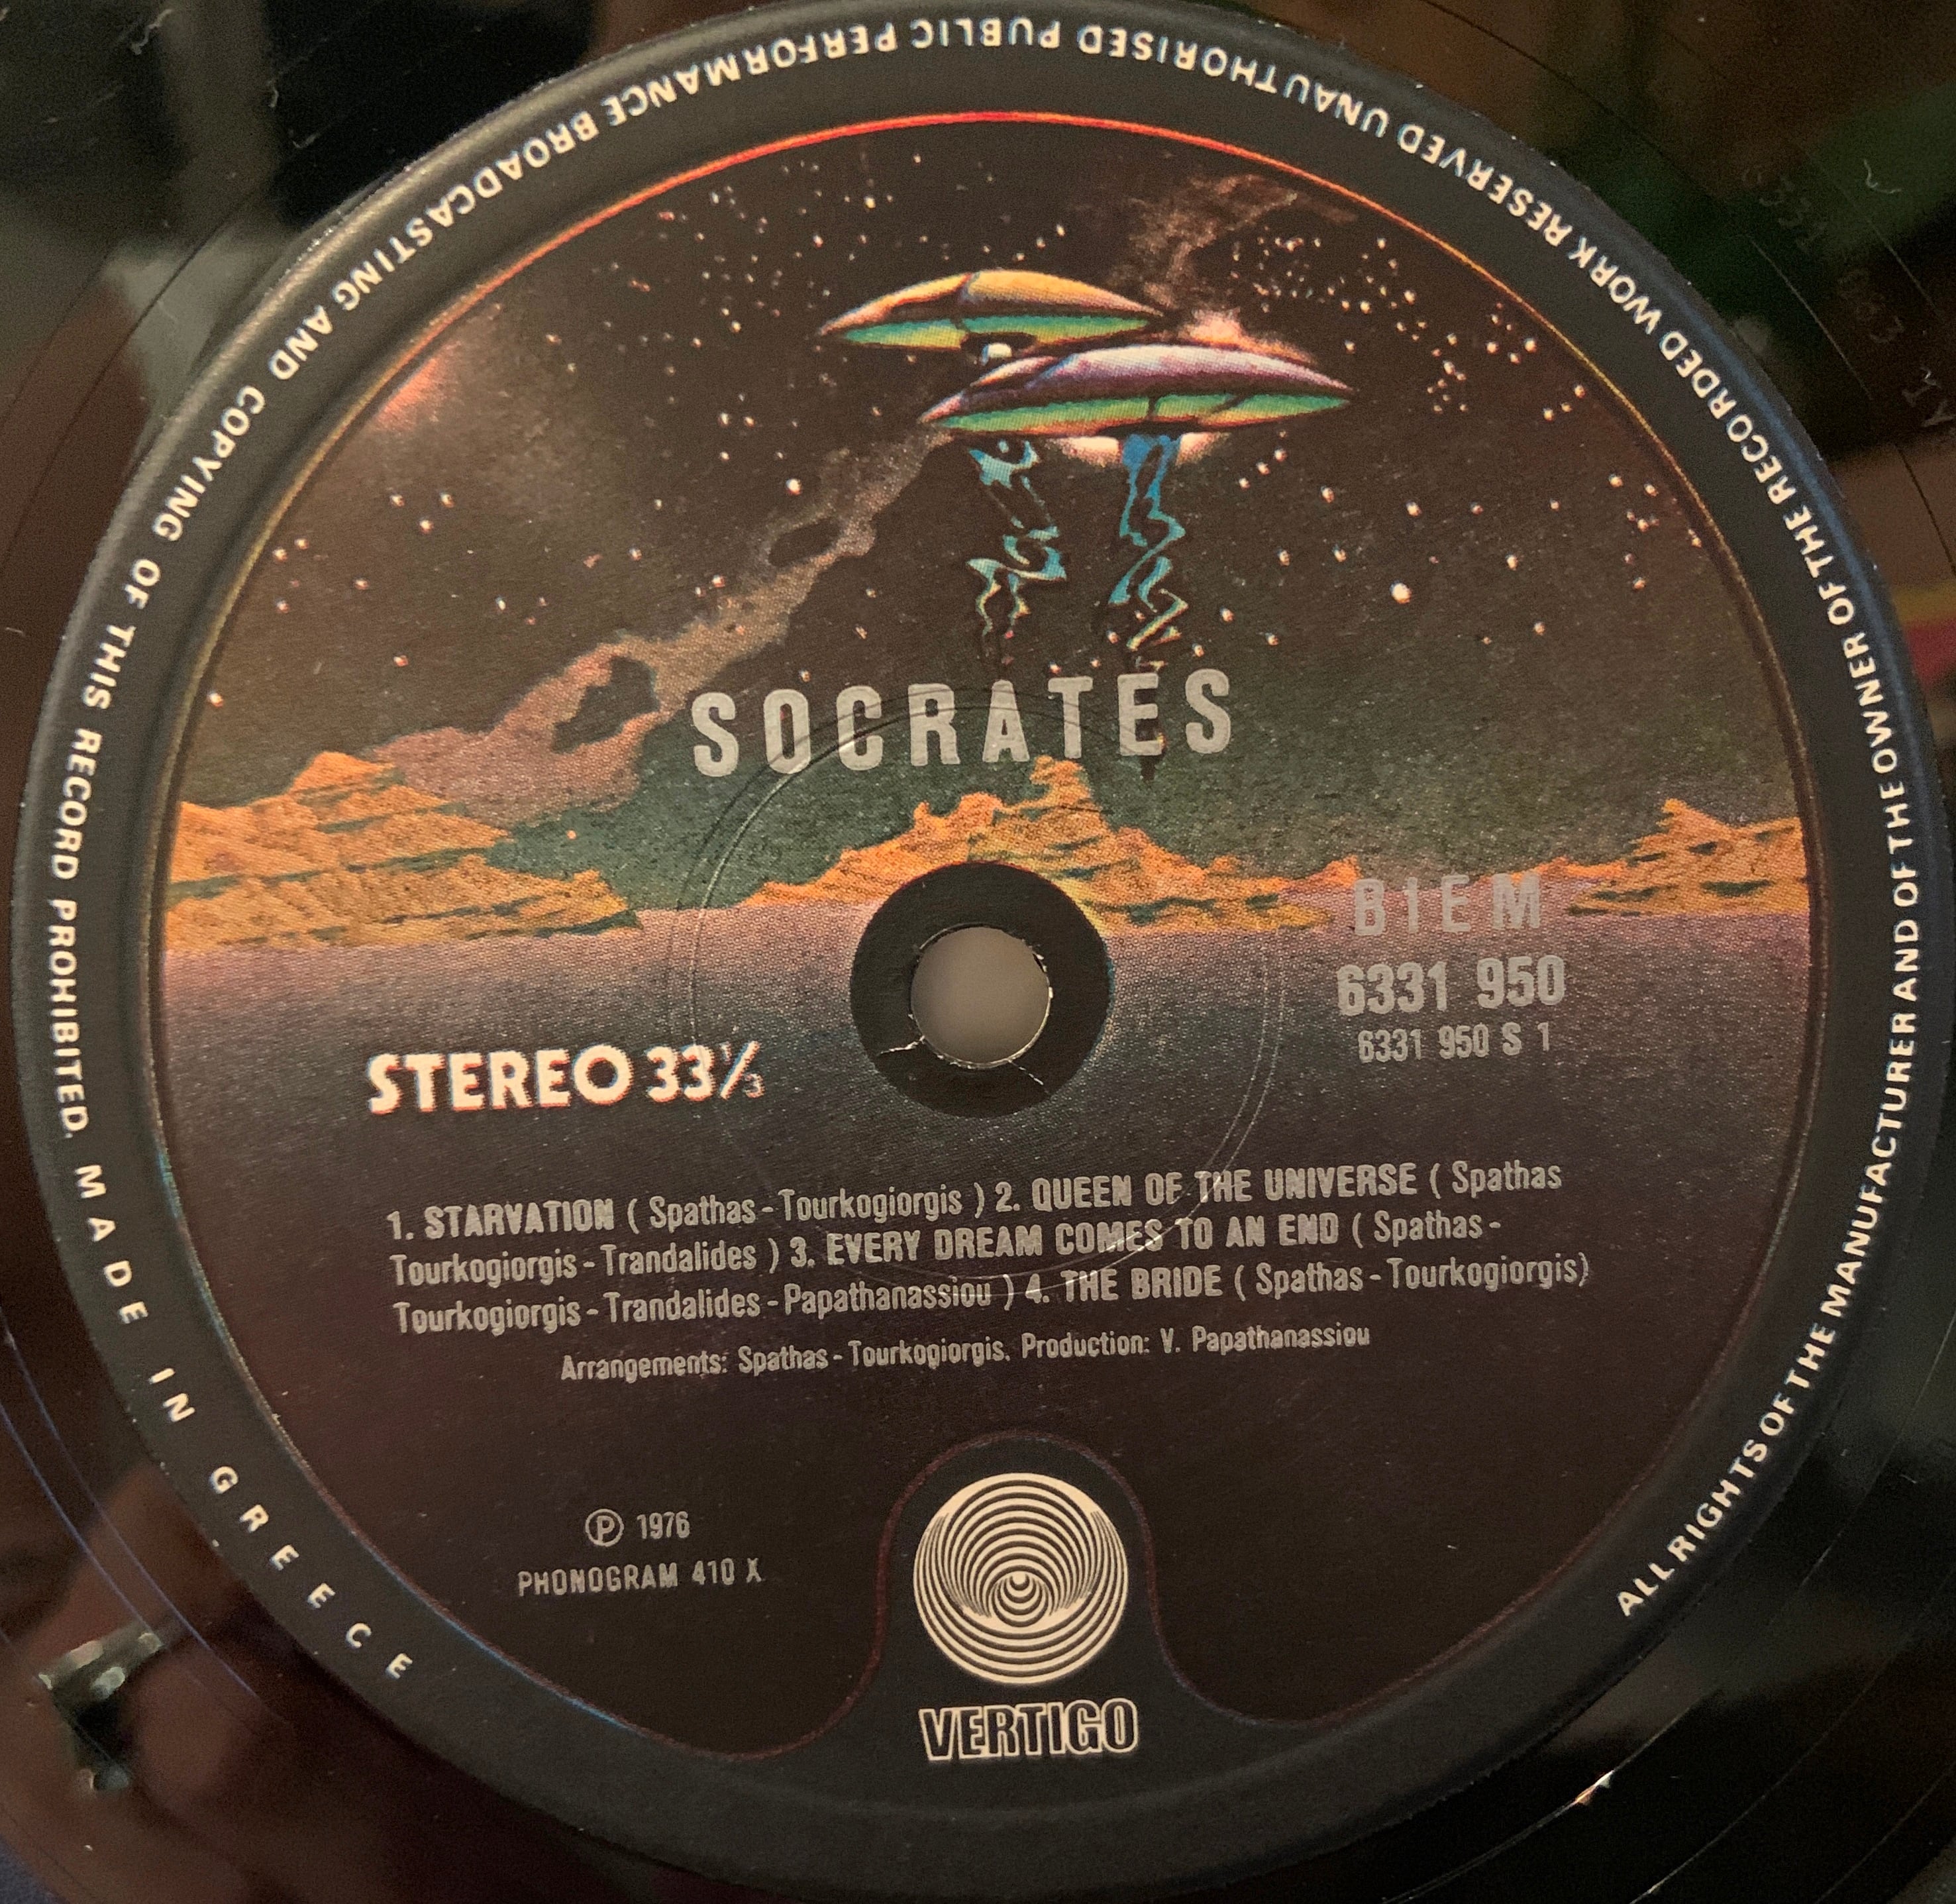 ALL RIGHTS OF THE MANUFACTURER AND OF THE OWNER OF THE RECORDED WORK RESERVED UNAUTHORISED PUBLIC PERFORMANCE BROADCASTING AND COPYING OF THIS RECORD PROHIBITED. MADE IN GREECE
SOCRATES
BIEM
6331 950
6331 950 S 1
STEREO 33⅓
1. STARVATION ( Spathas - Tourkogiorgis ) 2. QUEEN OF THE UNIVERSE ( Spathas
Tourkogiorgis - Trandalides ) 3. EVERY DREAM COMES TO AN END ( Spathas -
Tourkogiorgis - Trandalides - Papathanassiou ) 4. THE BRIDE ( Spathas - Tourkogiorgis)
Arrangements: Spathas - Tourkogiorgis. Production: V. Papathanassiou
℗ 1976
PHONOGRAM 410 X
VERTIGO